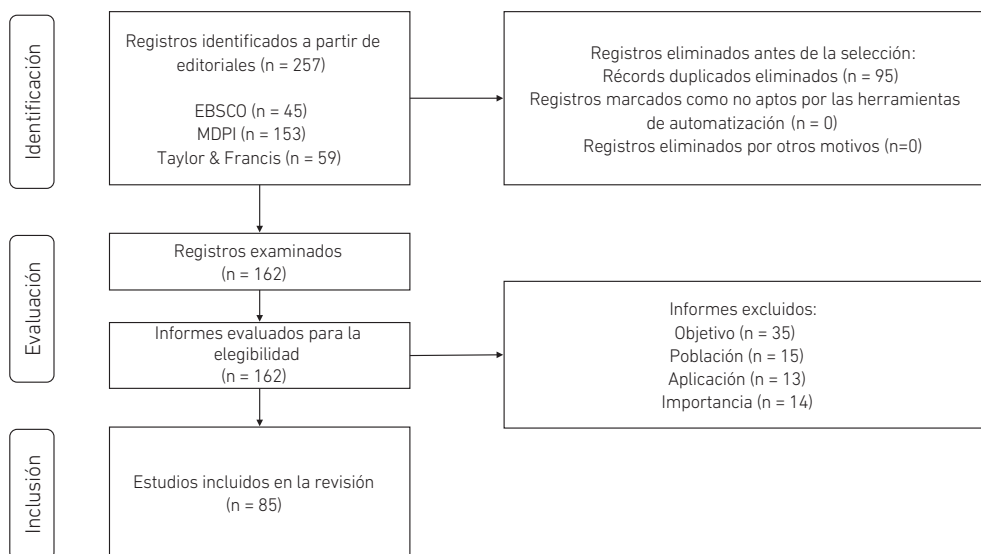 Identificación
Registros identificados a partir de
editoriales (n = 257)
EBSCO (n = 45)
MDPI (n = 153)
Taylor & Francis (n = 59)
Registros eliminados antes de la selección:
Récords duplicados eliminados (n = 95)
Registros marcados como no aptos por las herramientas
de automatización (n = 0)
Registros eliminados por otros motivos (n=0)
Evaluación
Registros examinados
(n = 162)
Informes evaluados para la
elegibilidad
(n = 162)
Informes excluidos:
Objetivo (n = 35)
Población (n = 15)
Aplicación (n = 13)
Importancia (n = 14)
Inclusión
Estudios incluidos en la revisión
(n = 85)